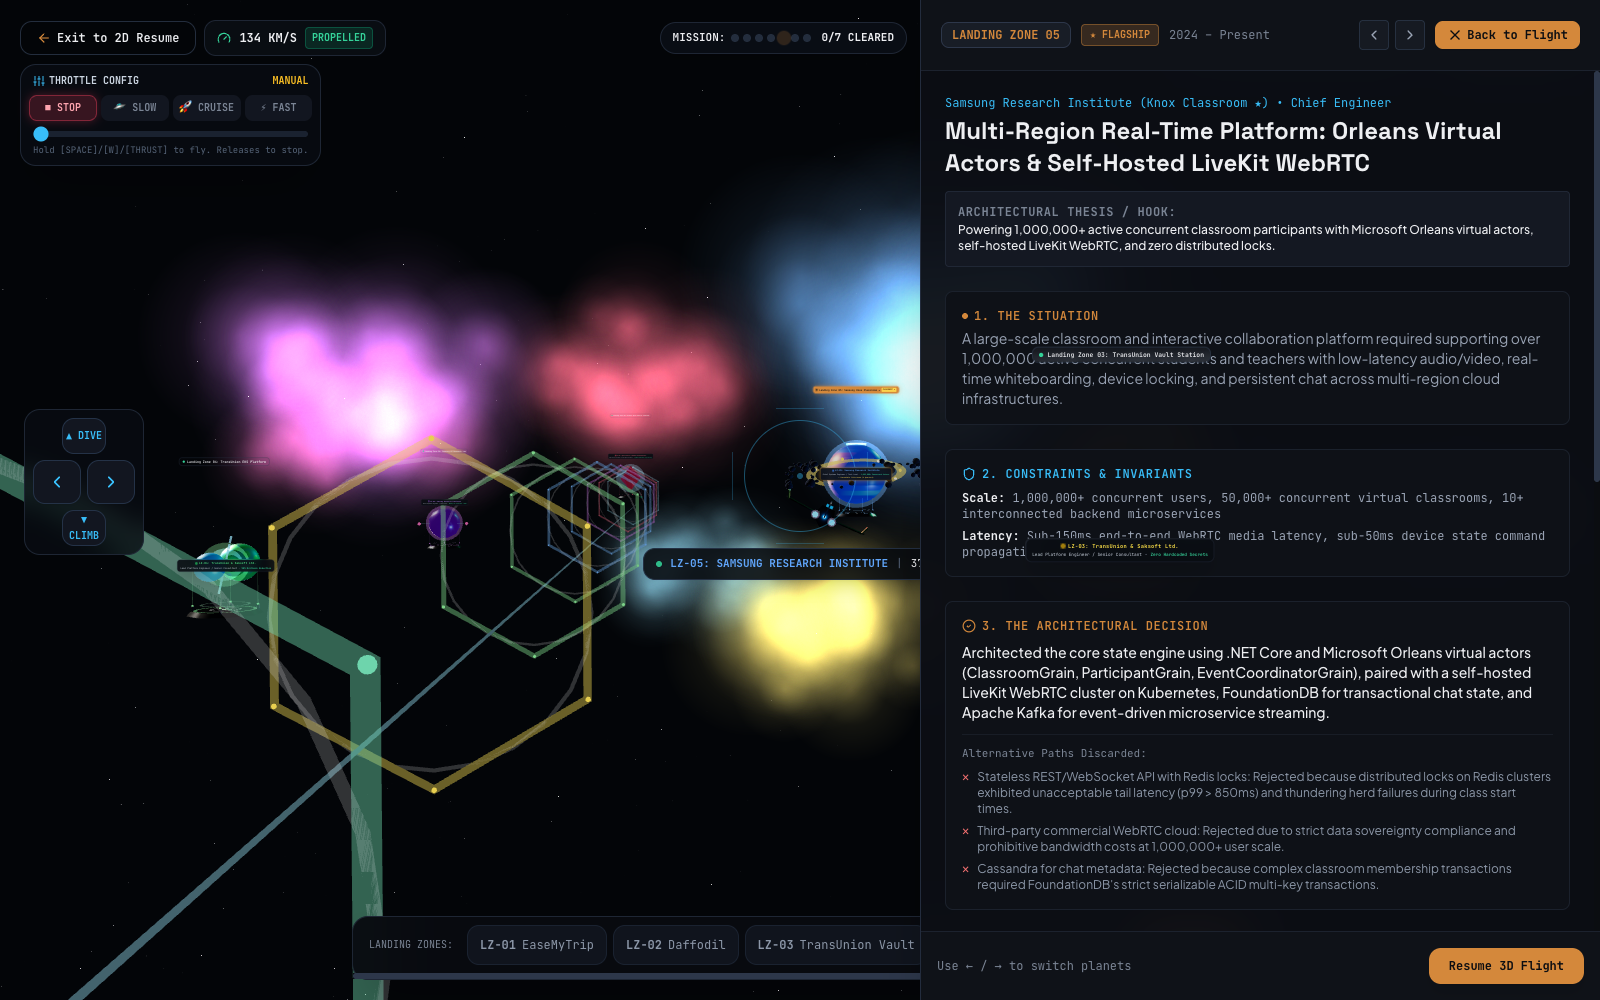 Exit to 2D Resume
134 KM/S PROPELLED
MISSION: 0/7 CLEARED
THROTTLE CONFIG MANUAL
STOP SLOW CRUISE FAST
Hold [SPACE]/[W]/[THRUST] to fly. Releases to stop.
▲ DIVE
▼
CLIMB
LZ-05: SAMSUNG RESEARCH INSTITUTE |
LANDING ZONES: LZ-01 EaseMyTrip LZ-02 Daffodil LZ-03 TransUnion Vault
LANDING ZONE 05 ★ FLAGSHIP 2024 – Present
Back to Flight
Samsung Research Institute (Knox Classroom ★) • Chief Engineer
Multi-Region Real-Time Platform: Orleans Virtual
Actors & Self-Hosted LiveKit WebRTC
ARCHITECTURAL THESIS / HOOK:
Powering 1,000,000+ active concurrent classroom participants with Microsoft Orleans virtual actors,
self-hosted LiveKit WebRTC, and zero distributed locks.
1. THE SITUATION
A large-scale classroom and interactive collaboration platform required supporting over
Landing Zone 03: TransUnion Vault Station
1,000,000 active concurrent students and teachers with low-latency audio/video, real-
time whiteboarding, device locking, and persistent chat across multi-region cloud
infrastructures.
2. CONSTRAINTS & INVARIANTS
Scale: 1,000,000+ concurrent users, 50,000+ concurrent virtual classrooms, 10+
interconnected backend microservices
Latency: Sub-150ms end-to-end WebRTC media latency, sub-50ms device state command
LZ-03: TransUnion & Saksoft Ltd.
Lead Platform Engineer / Senior Consultant · Zero Hardcoded Secrets
3. THE ARCHITECTURAL DECISION
Architected the core state engine using .NET Core and Microsoft Orleans virtual actors
(ClassroomGrain, ParticipantGrain, EventCoordinatorGrain), paired with a self-hosted
LiveKit WebRTC cluster on Kubernetes, FoundationDB for transactional chat state, and
Apache Kafka for event-driven microservice streaming.
Alternative Paths Discarded:
× Stateless REST/WebSocket API with Redis locks: Rejected because distributed locks on Redis clusters
exhibited unacceptable tail latency (p99 > 850ms) and thundering herd failures during class start
times.
× Third-party commercial WebRTC cloud: Rejected due to strict data sovereignty compliance and
prohibitive bandwidth costs at 1,000,000+ user scale.
× Cassandra for chat metadata: Rejected because complex classroom membership transactions
required FoundationDB's strict serializable ACID multi-key transactions.
Use ← / → to switch planets
Resume 3D Flight